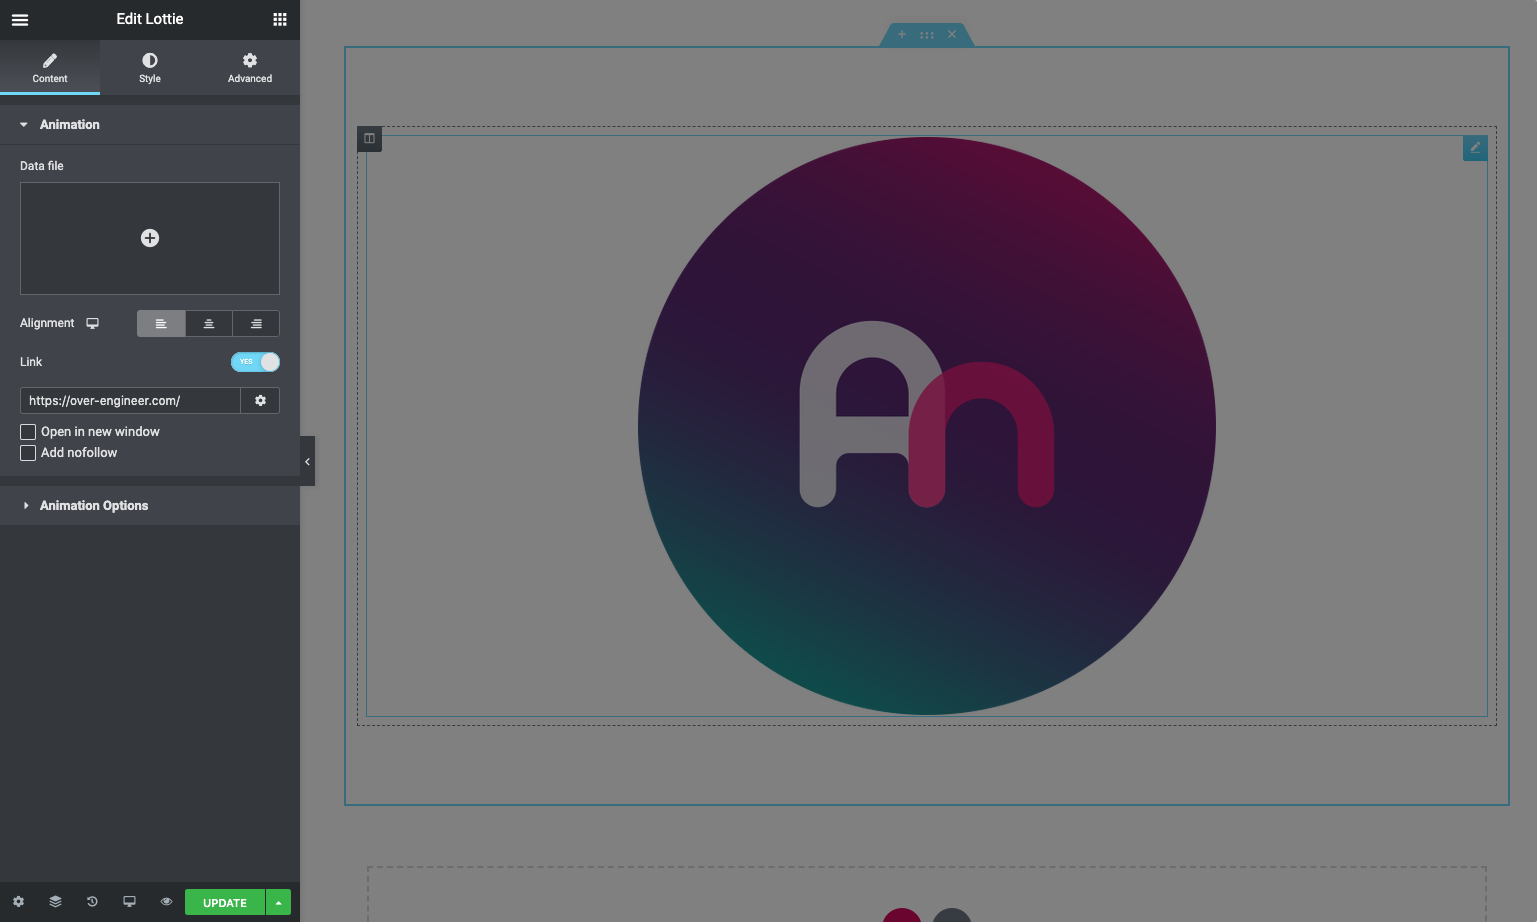 Edit Lottie
Content
Style
Advanced
Animation
Data file
Alignment
Link
YES
https://over-engineer.com/
Open in new window
Add nofollow
Animation Options
UPDATE
An